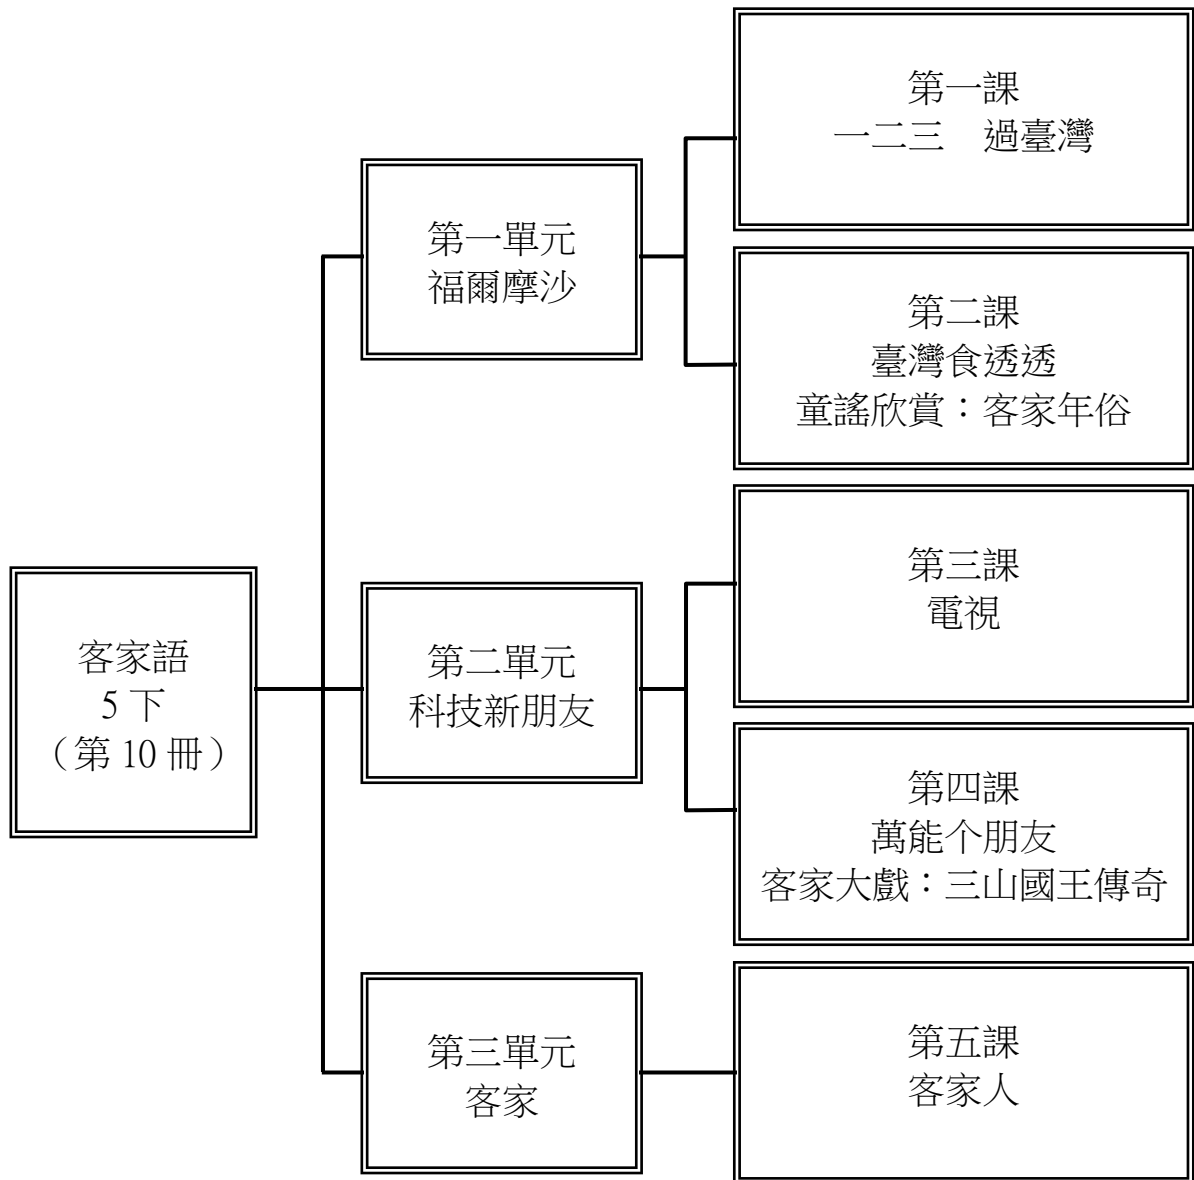 客家語
5下
（第10冊）
第一單元
福爾摩沙
第一課
一二三　過臺灣
第二課
臺灣食透透
童謠欣賞：客家年俗
第二單元
科技新朋友
第三課
電視
第四課
萬能个朋友
客家大戲：三山國王傳奇
第三單元
客家
第五課
客家人